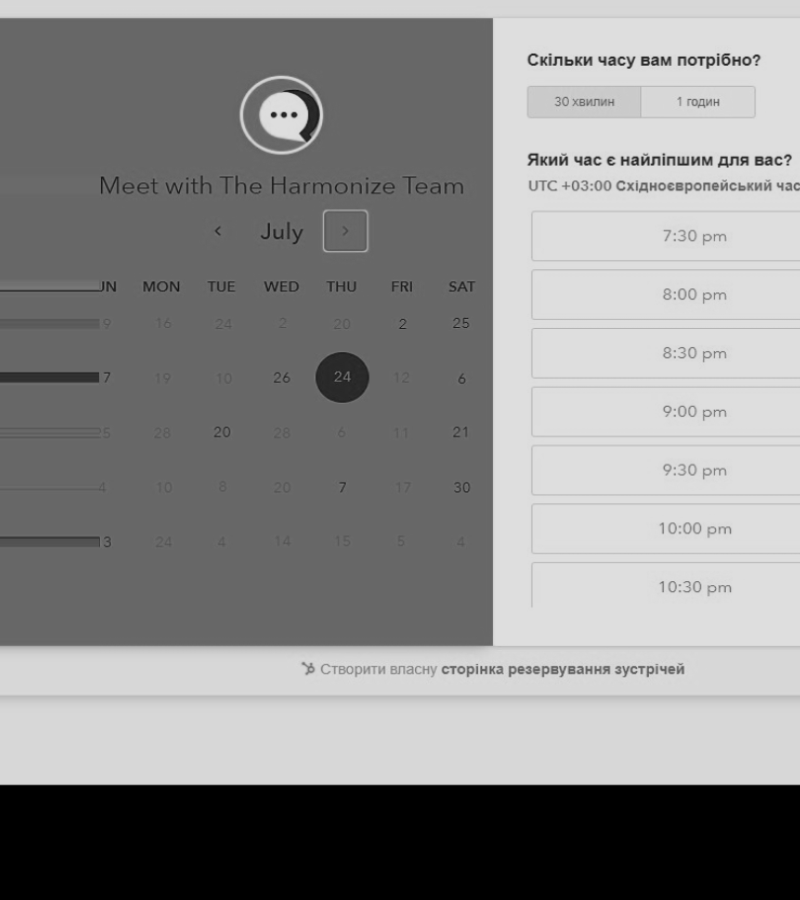 Meet with The Harmonize Team
July
UN MON TUE WED THU FRI SAT
9 16 24 2 20 2 25
7 19 10 26 24 12 6
5 28 20 28 6 11 21
4 10 8 20 7 17 30
3 24 4 14 15 5 4
Скільки часу вам потрібно?
30 хвилин 1 годин
Який час є найліпшим для вас?
UTC +03:00 Східноєвропейський час
7:30 pm
8:00 pm
8:30 pm
9:00 pm
9:30 pm
10:00 pm
10:30 pm
Створити власну сторінка резервування зустрічей